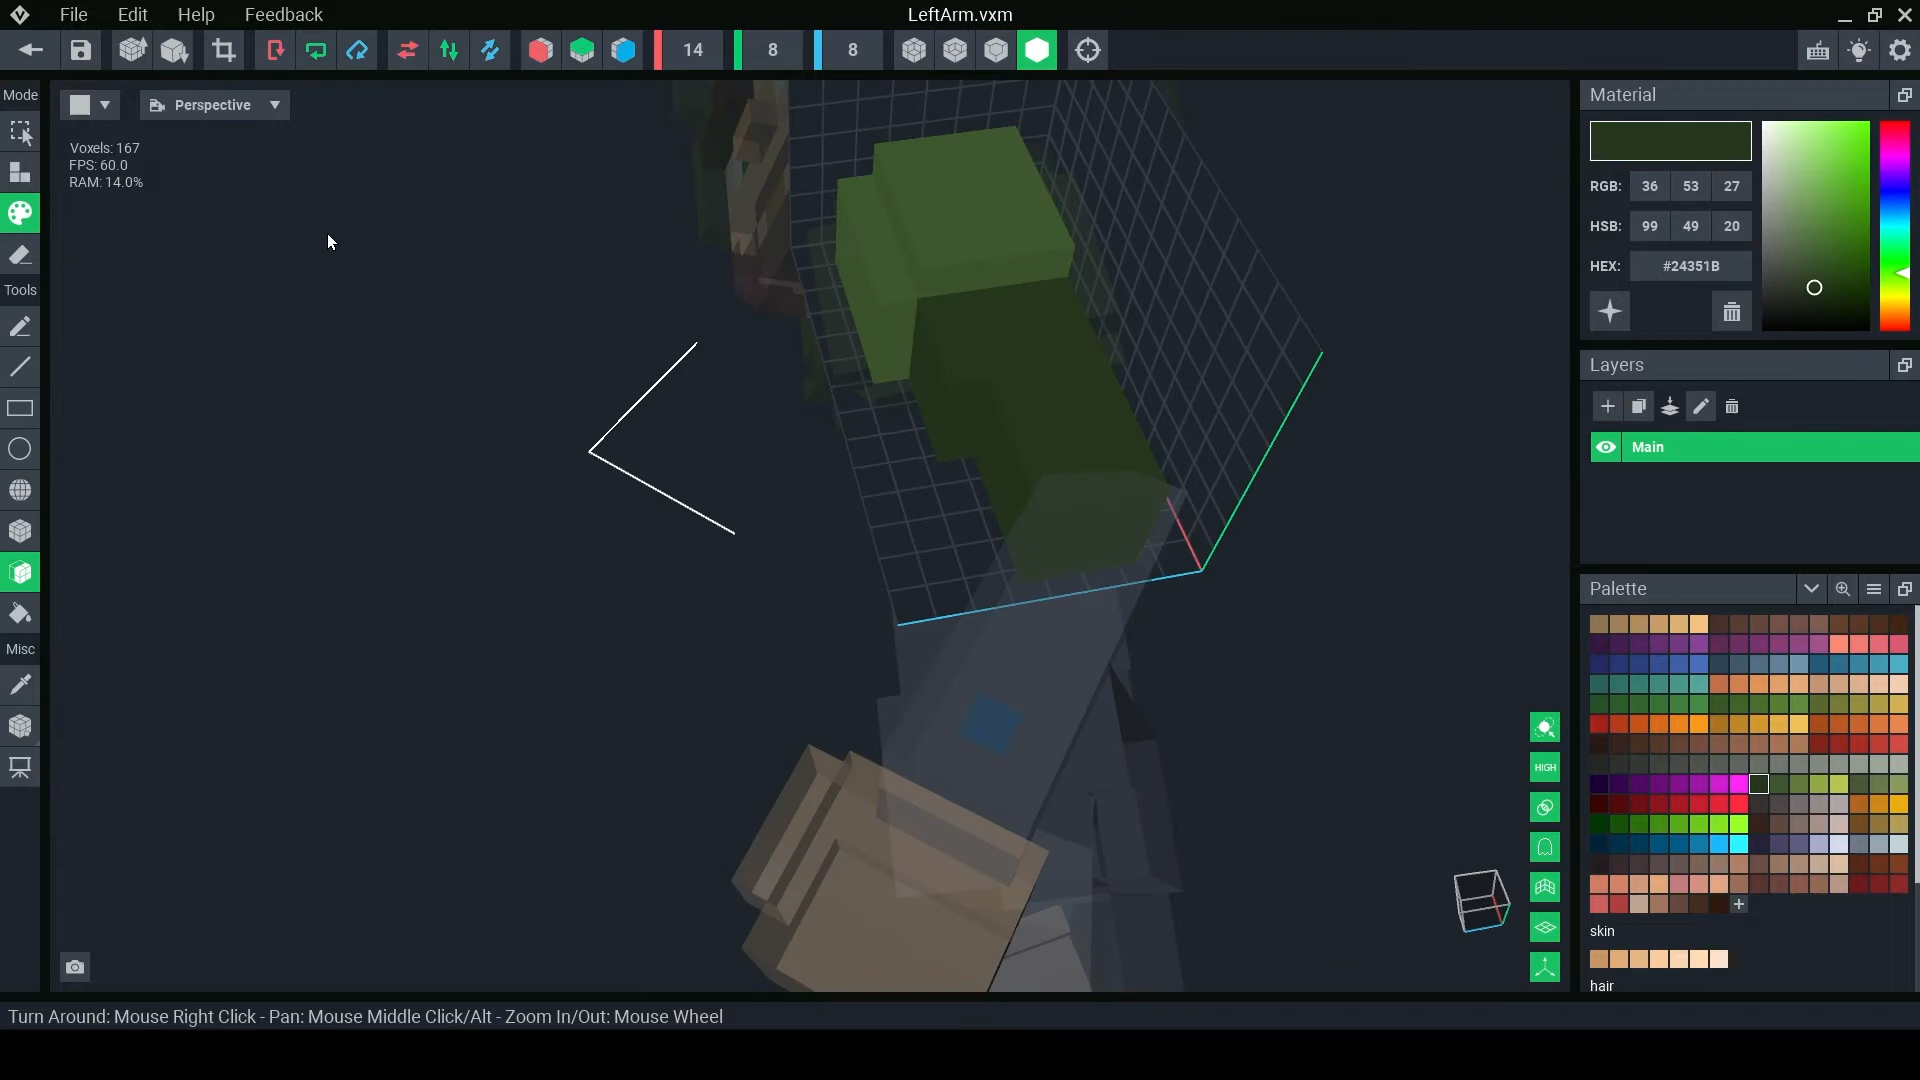 File Edit Help Feedback LeftArm.vxm
14 8 8
Mode
Perspective
Voxels: 167
FPS: 60.0
RAM: 14.0%
Tools
Misc
Material
RGB: 36 53 27
HSB: 99 49 20
HEX: #24351B
Layers
Main
Palette
HIGH
skin
hair
Turn Around: Mouse Right Click - Pan: Mouse Middle Click/Alt - Zoom In/Out: Mouse Wheel